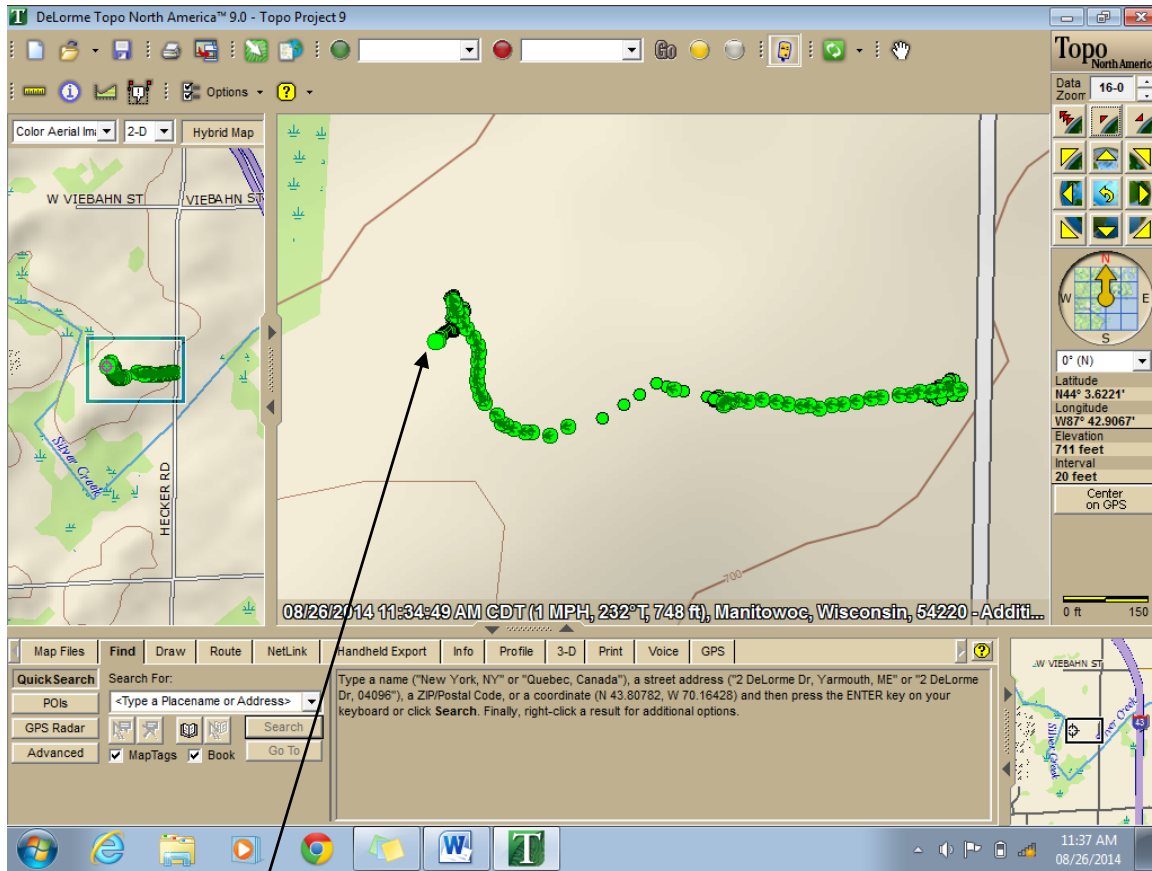 DeLorme Topo North America™ 9.0 - Topo Project 9
Go
Options
Topo
North America
Data
Zoom
16-0
Color Aerial Im
2-D
Hybrid Map
W VIEBAHN ST
VIEBAHN ST
Silver Creek
HECKER RD
700
N
W
E
S
0° (N)
Latitude
N44° 3.6221'
Longitude
W87° 42.9067'
Elevation
711 feet
Interval
20 feet
Center
on GPS
0 ft 150
08/26/2014 11:34:49 AM CDT (1 MPH, 232°T, 748 ft), Manitowoc, Wisconsin, 54220 - Additi...
Map Files Find Draw Route NetLink Handheld Export Info Profile 3-D Print Voice GPS
QuickSearch
POIs
GPS Radar
Advanced
Search For:
<Type a Placename or Address>
Search
MapTags Book
Go To
Type a name ("New York, NY" or "Quebec, Canada"), a street address ("2 DeLorme Dr, Yarmouth, ME" or "2 DeLorme
Dr, 04096"), a ZIP/Postal Code, or a coordinate (N 43.80782, W 70.16428) and then press the ENTER key on your
keyboard or click Search. Finally, right-click a result for additional options.
W VIEBAHN ST
Silver Creek
Creek
43
11:37 AM
08/26/2014